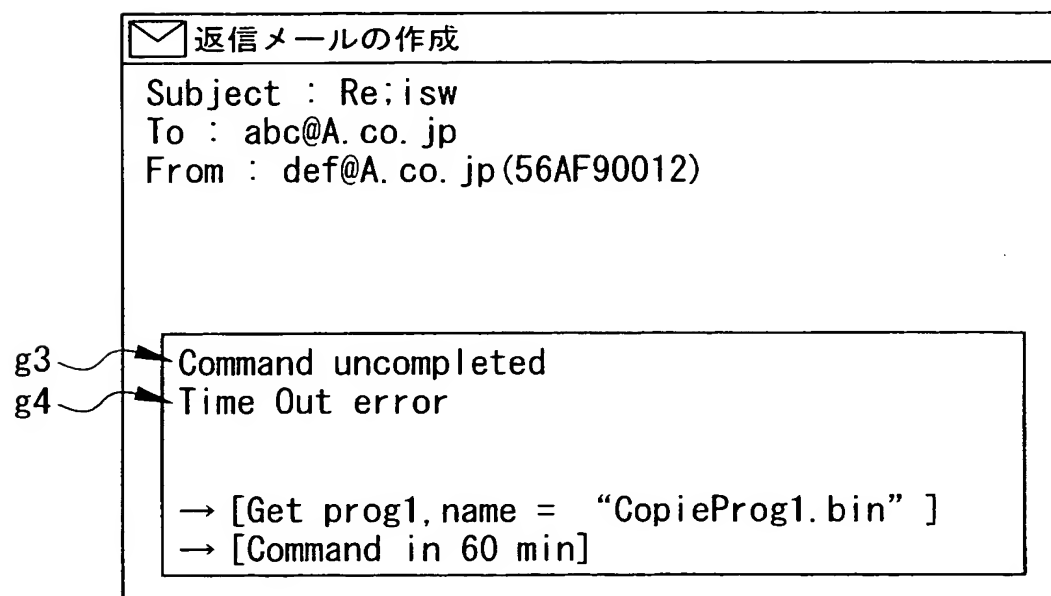 返信メールの作成
Subject : Re;isw
To : abc@A.co.jp
From : def@A.co.jp(56AF90012)
g3 Command uncompleted
g4 Time Out error
→ [Get prog1,name = “CopieProg1.bin” ]
→ [Command in 60 min]